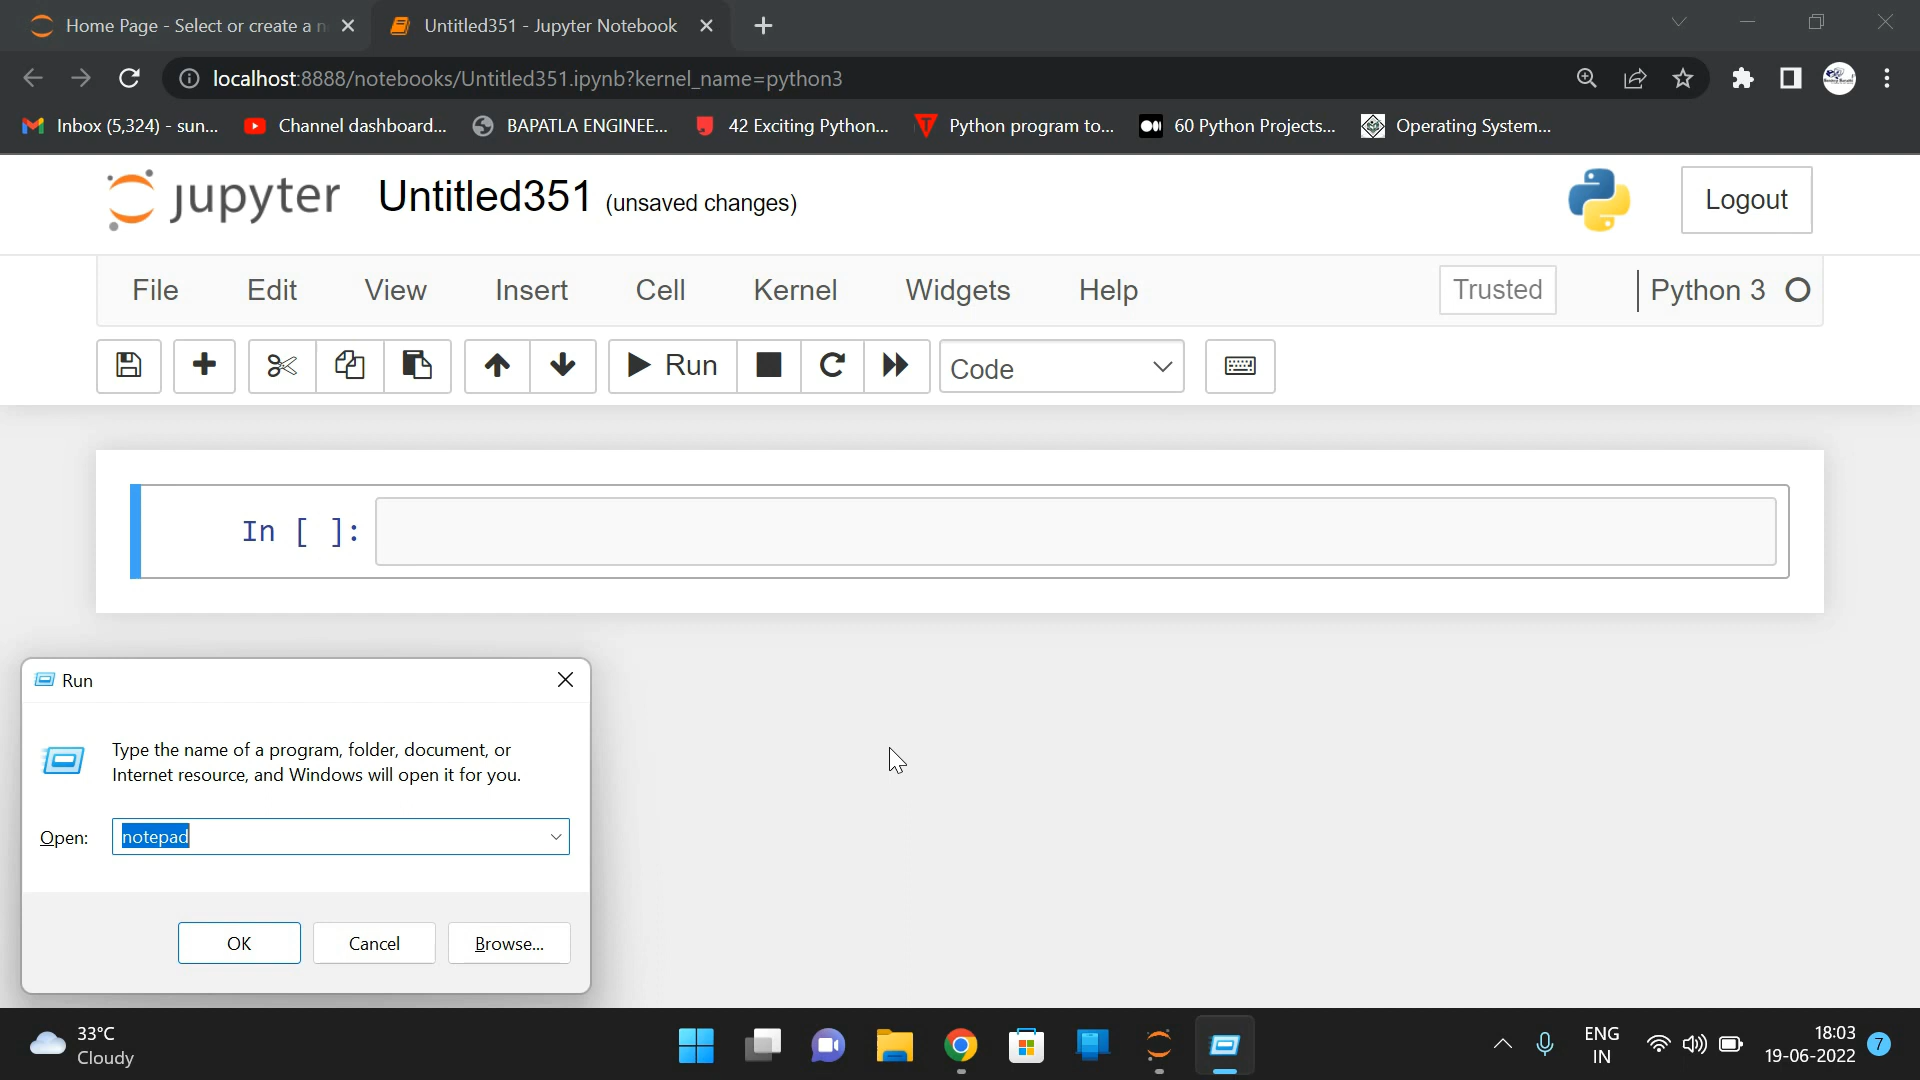 Home Page - Select or create a n
Untitled351 - Jupyter Notebook
localhost:8888/notebooks/Untitled351.ipynb?kernel_name=python3
Inbox (5,324) - sun...
Channel dashboard...
BAPATLA ENGINEE...
42 Exciting Python...
Python program to...
60 Python Projects...
Operating System...
jupyter Untitled351 (unsaved changes)
Logout
File Edit View Insert Cell Kernel Widgets Help
Trusted
Python 3
Run
Code
In [ ]:
Run
Type the name of a program, folder, document, or
Internet resource, and Windows will open it for you.
Open: notepad
OK Cancel Browse...
33°C
Cloudy
ENG
IN
18:03
19-06-2022
7